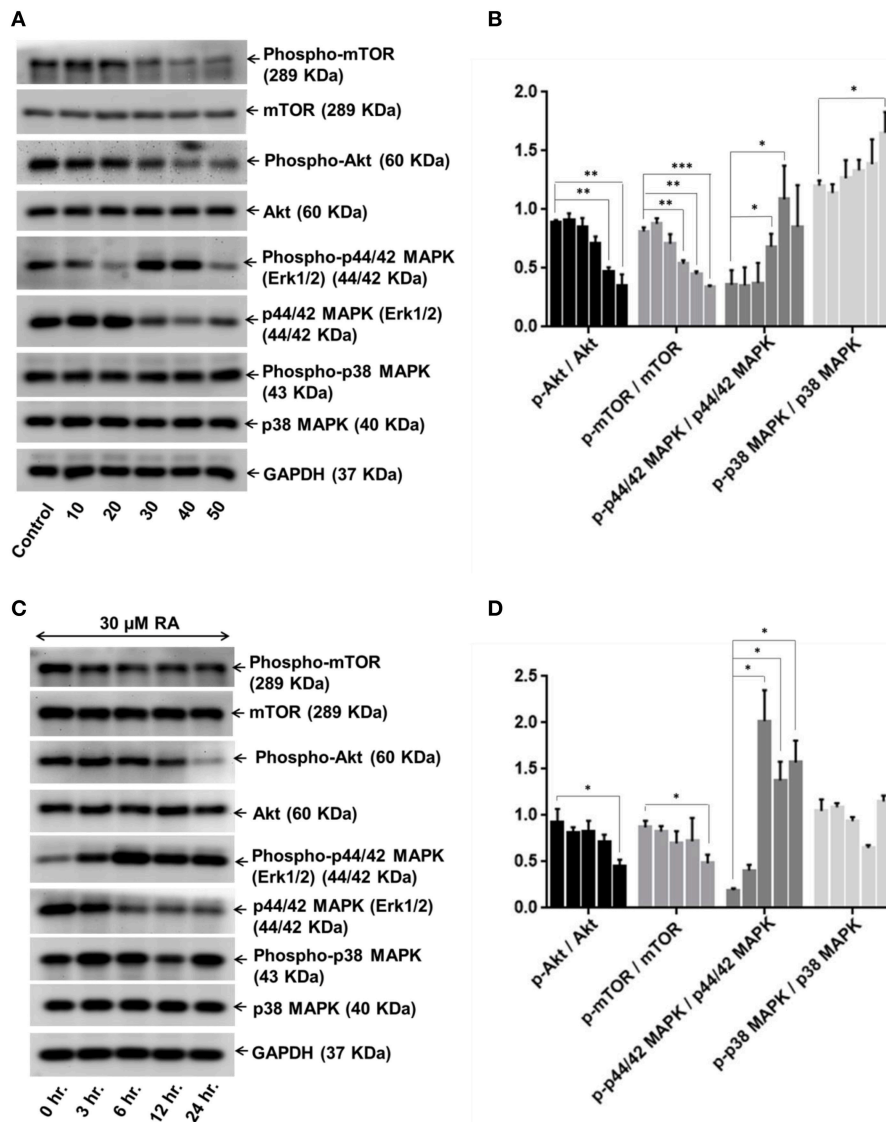 A
Phospho-mTOR
(289 KDa)
mTOR (289 KDa)
Phospho-Akt (60 KDa)
Akt (60 KDa)
Phospho-p44/42 MAPK
(Erk1/2) (44/42 KDa)
p44/42 MAPK (Erk1/2)
(44/42 KDa)
Phospho-p38 MAPK
(43 KDa)
p38 MAPK (40 KDa)
GAPDH (37 KDa)
Control 10 20 30 40 50
B
2.0
1.5
1.0
0.5
0.0
**
**
***
**
**
*
*
*
p-Akt / Akt
p-mTOR / mTOR
p-p44/42 MAPK / p44/42 MAPK
p-p38 MAPK / p38 MAPK
C
30 µM RA
Phospho-mTOR
(289 KDa)
mTOR (289 KDa)
Phospho-Akt (60 KDa)
Akt (60 KDa)
Phospho-p44/42 MAPK
(Erk1/2) (44/42 KDa)
p44/42 MAPK (Erk1/2)
(44/42 KDa)
Phospho-p38 MAPK
(43 KDa)
p38 MAPK (40 KDa)
GAPDH (37 KDa)
0 hr. 3 hr. 6 hr. 12 hr. 24 hr.
D
2.5
2.0
1.5
1.0
0.5
0.0
*
*
*
*
*
p-Akt / Akt
p-mTOR / mTOR
p-p44/42 MAPK / p44/42 MAPK
p-p38 MAPK / p38 MAPK